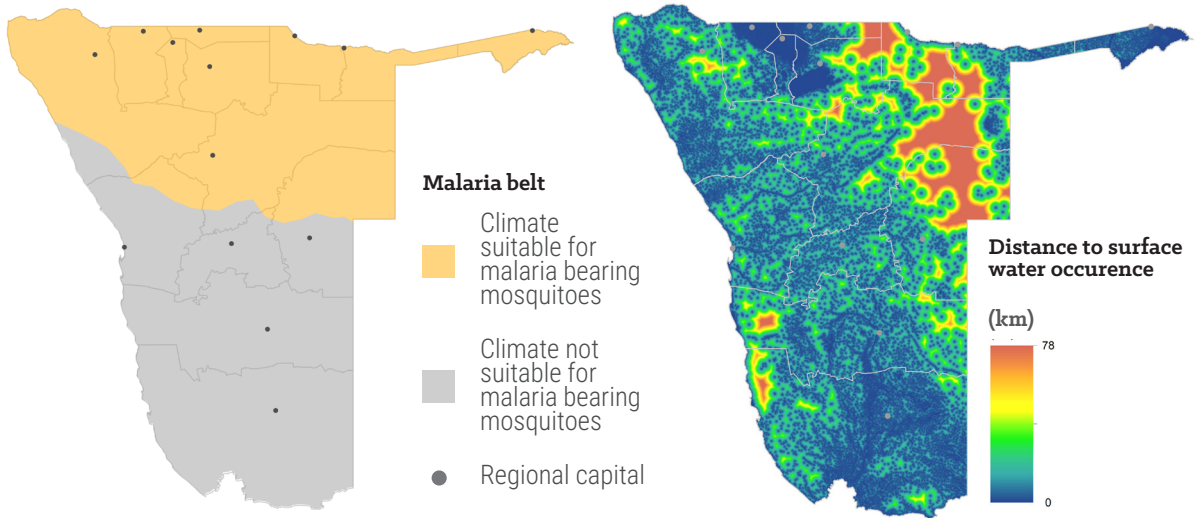 Malaria belt
Climate
suitable for
malaria bearing
mosquitoes
Climate not
suitable for
malaria bearing
mosquitoes
Regional capital
Distance to surface
water occurence
(km)
78
0